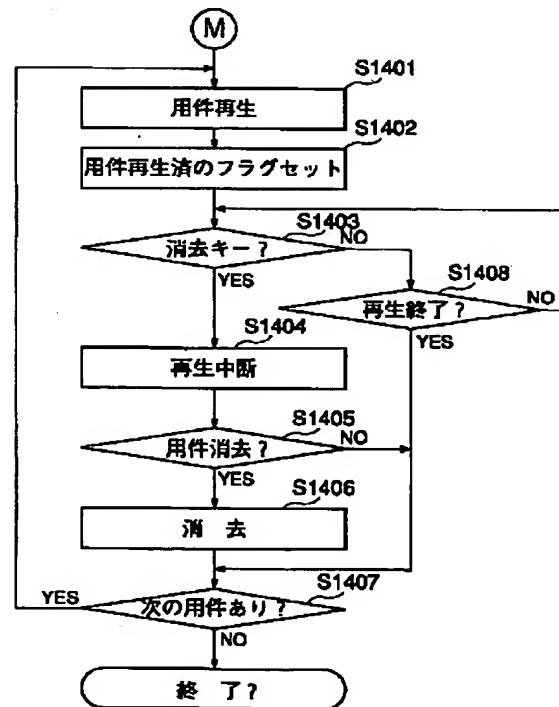 M
S1401
用件再生
S1402
用件再生済のフラグセット
S1403
消去キー?
NO
YES
S1408
再生終了?
NO
YES
S1404
再生中断
S1405
用件消去?
NO
YES
S1406
消 去
S1407
次の用件あり?
YES
NO
終 了?